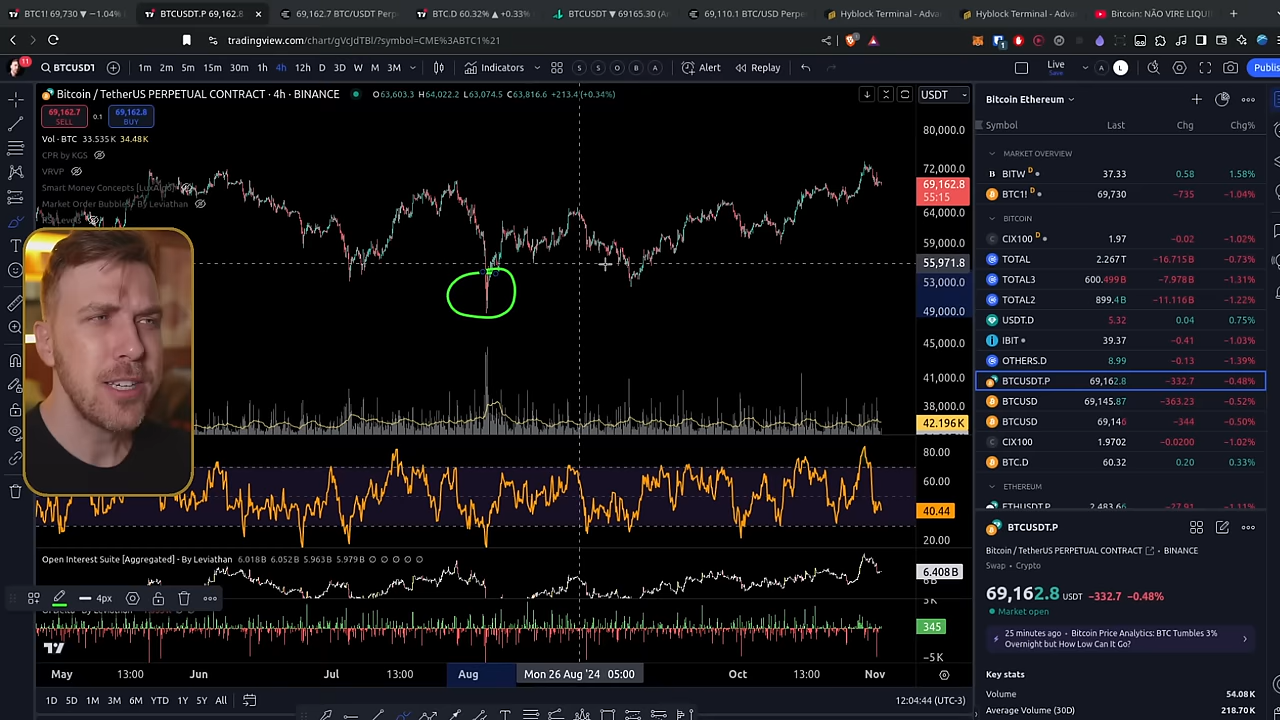 BTC1! 69,730 ▼ −1.04%
BTCUSDT.P 69,162.8
69,162.7 BTC/USDT Perp
BTC.D 60.32% ▲ +0.33%
BTCUSDT ▼ 69165.30
69,110.1 BTC/USD Perpet
Hyblock Terminal - Adva
Hyblock Terminal - Advan
Bitcoin: NÃO VIRE LIQUI
tradingview.com/chart/gVcJdTBI/?symbol=CME%3ABTC1%21
11
BTCUSDT
1m 2m 5m 15m 30m 1h 4h 12h D 3D W M 3M
Indicators
Alert
Replay
Live
Save
Publis
Bitcoin / TetherUS PERPETUAL CONTRACT · 4h · BINANCE
O63,603.3 H64,022.2 L63,074.5 C63,816.6 +213.4 (+0.34%)
USDT
69,162.7
SELL
0.1
69,162.8
BUY
Vol · BTC 33.535K 34.48K
CPR by KGS
VRVP
Smart Money Concepts [LuxAlgo]
Market Order Bubbles - By Leviathan
80,000.0
72,000.0
69,162.8
55:15
64,000.0
59,000.0
55,971.8
53,000.0
49,000.0
45,000.0
41,000.0
38,000.0
42.196K
80.00
60.00
40.44
20.00
Open Interest Suite [Aggregated] - By Leviathan 6.018B 6.052B 5.963B 5.979B
6.408B
4px
345
−5K
May 13:00 Jun Jul 13:00 Aug Mon 26 Aug '24 05:00 Oct 13:00 Nov
1D 5D 1M 3M 6M YTD 1Y 5Y All
12:04:44 (UTC-3)
Bitcoin Ethereum
Symbol Last Chg Chg%
MARKET OVERVIEW
BITW D 37.33 0.58 1.58%
BTC1! D 69,730 −735 −1.04%
BITCOIN
CIX100 D 1.97 −0.02 −1.02%
TOTAL 2.267T −16.715B −0.73%
TOTAL3 600.499B −7.978B −1.31%
TOTAL2 899.4B −11.116B −1.22%
USDT.D 5.32 0.04 0.75%
IBIT 39.37 −0.41 −1.03%
OTHERS.D 8.99 −0.13 −1.39%
BTCUSDT.P 69,162.8 −332.7 −0.48%
BTCUSD 69,145.87 −363.23 −0.52%
BTCUSD 69,146 −344 −0.50%
CIX100 1.9702 −0.0200 −1.02%
BTC.D 60.32 0.20 0.33%
ETHEREUM
ETHUSDT.P 2,483.66 −27.91 −1.11%
BTCUSDT.P
Bitcoin / TetherUS PERPETUAL CONTRACT · BINANCE
Swap · Crypto
69,162.8 USDT −332.7 −0.48%
Market open
25 minutes ago · Bitcoin Price Analytics: BTC Tumbles 3%
Overnight but How Low Can It Go?
Key stats
Volume 54.08K
Average Volume (30D) 218.70K